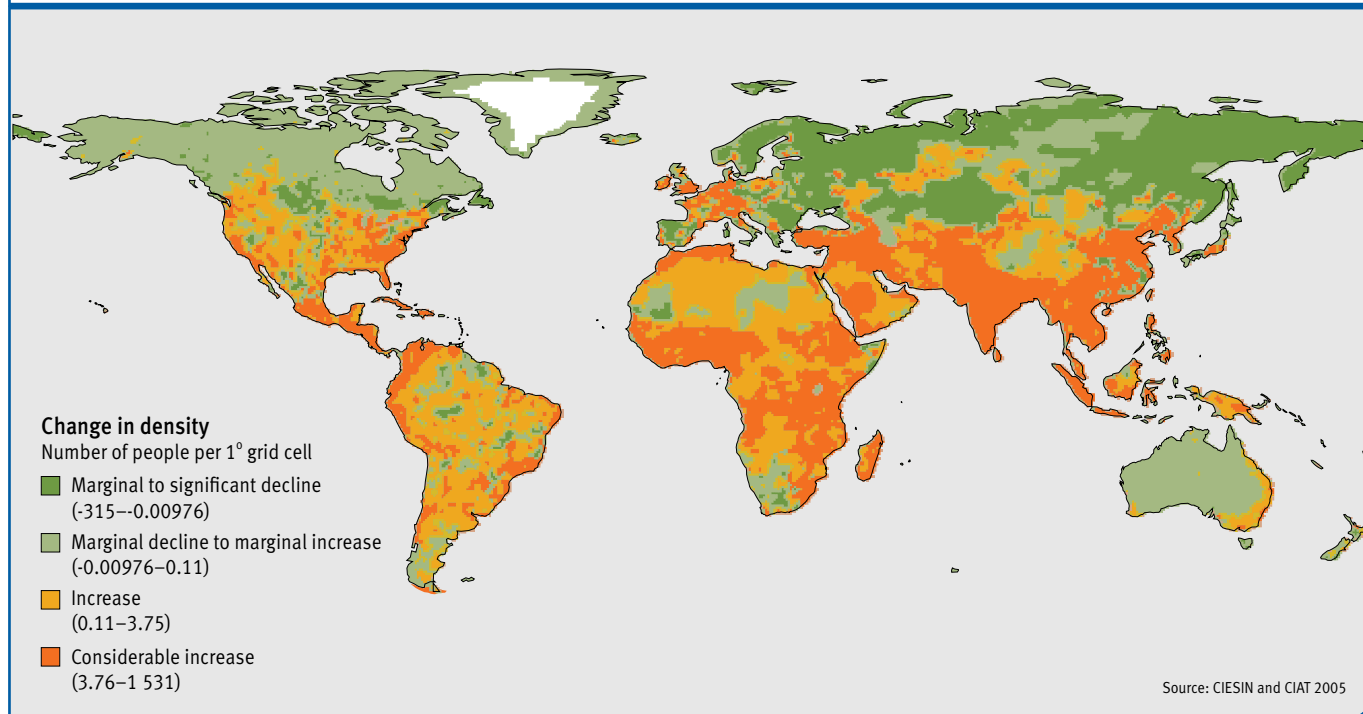 Change in density
Number of people per 1⁰ grid cell
Marginal to significant decline
(-315–-0.00976)
Marginal decline to marginal increase
(-0.00976–0.11)
Increase
(0.11–3.75)
Considerable increase
(3.76–1 531)
Source: CIESIN and CIAT 2005